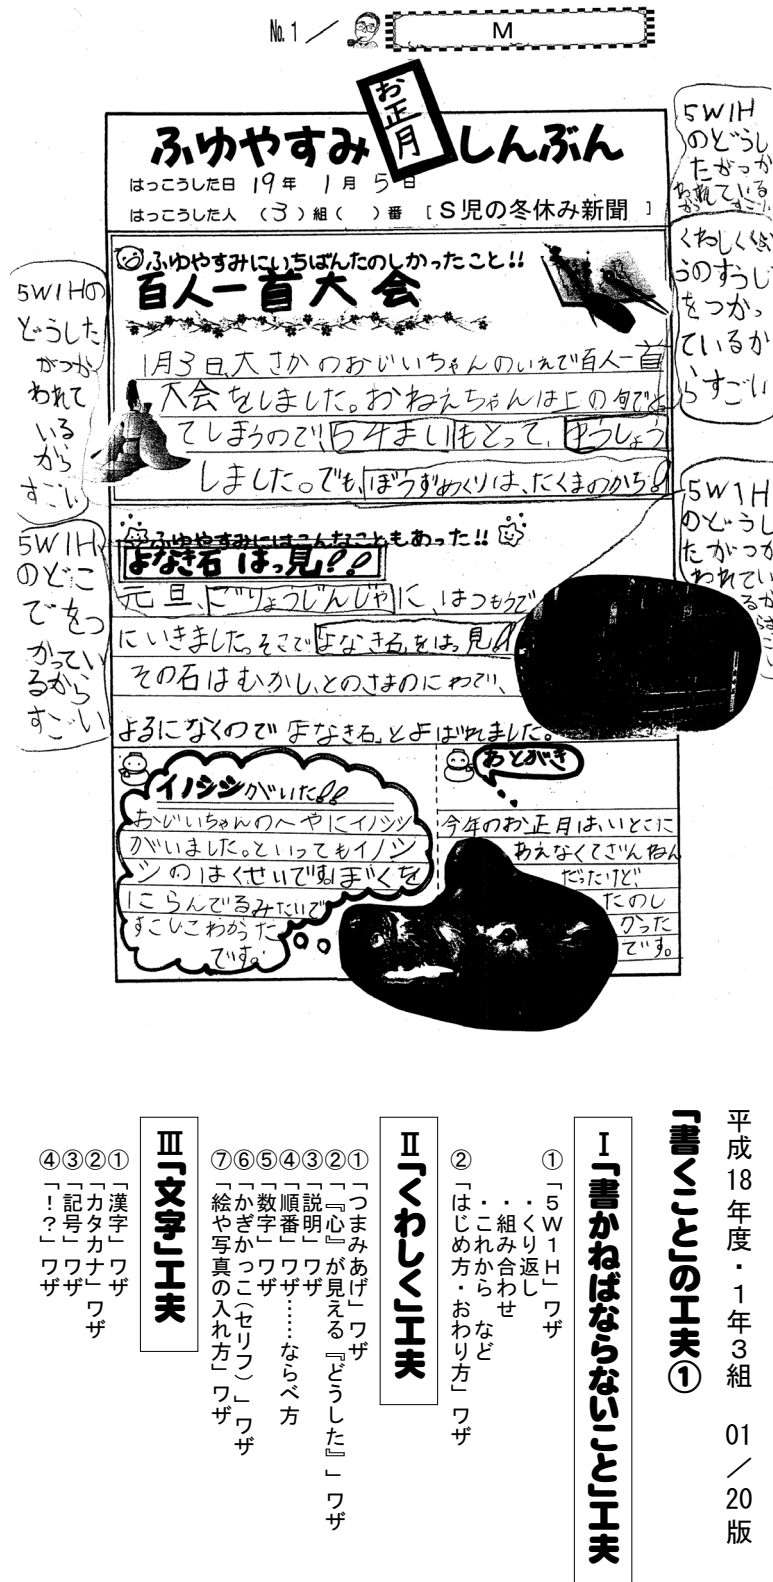 No.1／
M
お正月
ふゆやすみ しんぶん
はっこうした日 19年 1月 5日
はっこうした人 （3）組（ ）番 [S児の冬休み新聞 ]
ふゆやすみにいちばんたのしかったこと!!
百人一首大会
1月3日、大さかのおじいちゃんのいえで百人一首
大会をしました。おねえちゃんは上の句でと
てしまうので、54まいもとって、ゆうしょう
しました。でも、ぼうずめくりは、たくまのかち!!
ふゆやすみにはこんなこともあった!!
よなき石 はっ見!!
元旦、ごりょうじんじゃに、はつもうで
にいきました。そこでよなき石をはっ見!!
その石はむかし、とのさまのにわで、
よるになくので「よなき石」とよばれました。
イノシシがいた!!
おじいちゃんのへやにイノシシ
がいました。といってもイノシ
シのはくせいです。ぼくを
にらんでるみたいで
すごいこわかった
です。
あとがき
今年のお正月は、いとこに
あえなくてざんねん
だったけど、
たのし
かった
です。
5W1Hの
どうした
がつか
われて
いる
から
すごい
5W1H
のどこ
でをつ
かってい
るから
すごい
5W1H
のどうし
たがつか
われている
くわしく
うのすうじ
をつかっ
ているか
らすごい
5W1H
のどうし
たがつか
われてい
るから
すごい
平成18年度・1年3組 01／20版
「書くこと」の工夫①
Ⅰ「書かねばならないこと」工夫
①「5W1H」ワザ
・くり返し
・組み合わせ
・これから など
②「はじめ方・おわり方」ワザ
Ⅱ「くわしく」工夫
①「つまみあげ」ワザ
②「『心』が見える『どうした』」ワザ
③「説明」ワザ
④「順番」ワザ……ならべ方
⑤「数字」ワザ
⑥「かぎかっこ（セリフ）」ワザ
⑦「絵や写真の入れ方」ワザ
Ⅲ「文字」工夫
①「漢字」ワザ
②「カタカナ」ワザ
③「記号」ワザ
④「！？」ワザ